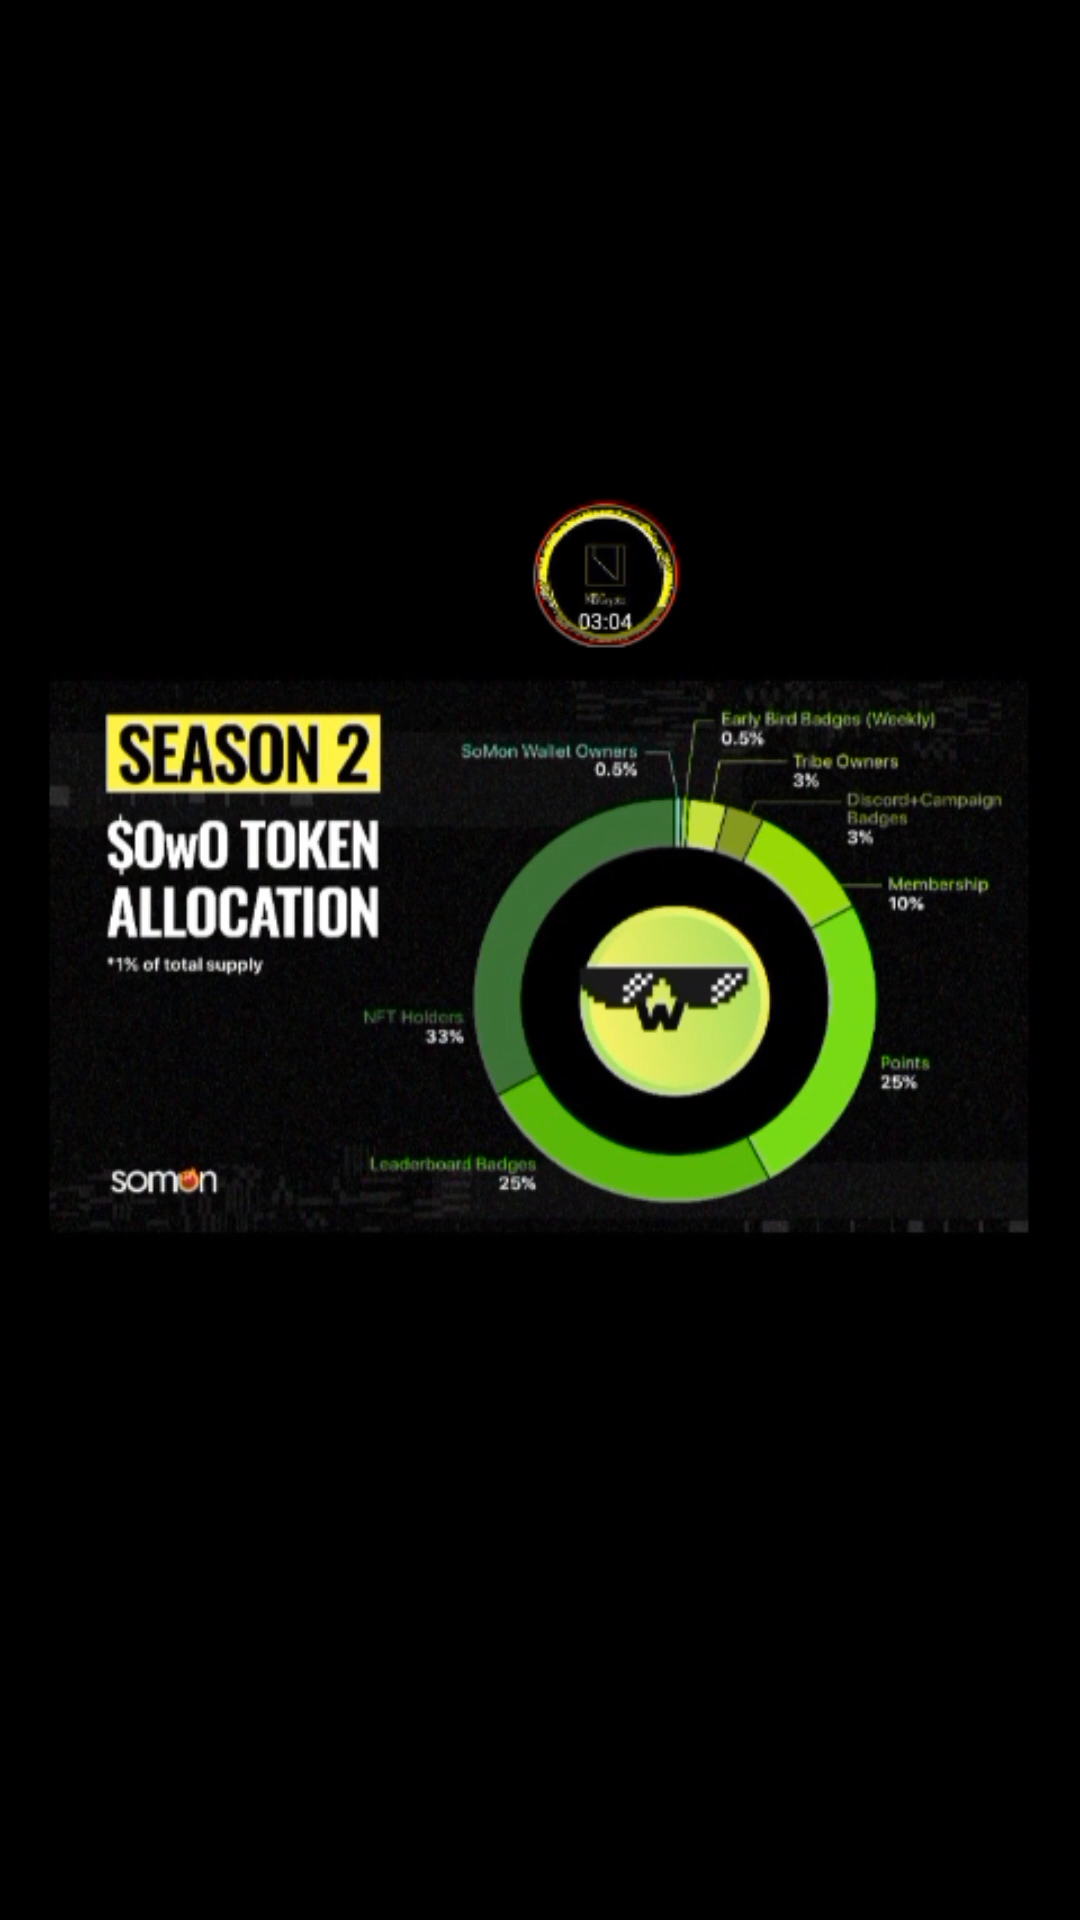 03:04
SEASON 2
$OwO TOKEN
ALLOCATION
*1% of total supply
SoMon Wallet Owners
0.5%
Early Bird Badges (Weekly)
0.5%
Tribe Owners
3%
Discord+Campaign
Badges
3%
Membership
10%
Points
25%
Leaderboard Badges
25%
NFT Holders
33%
W
somon